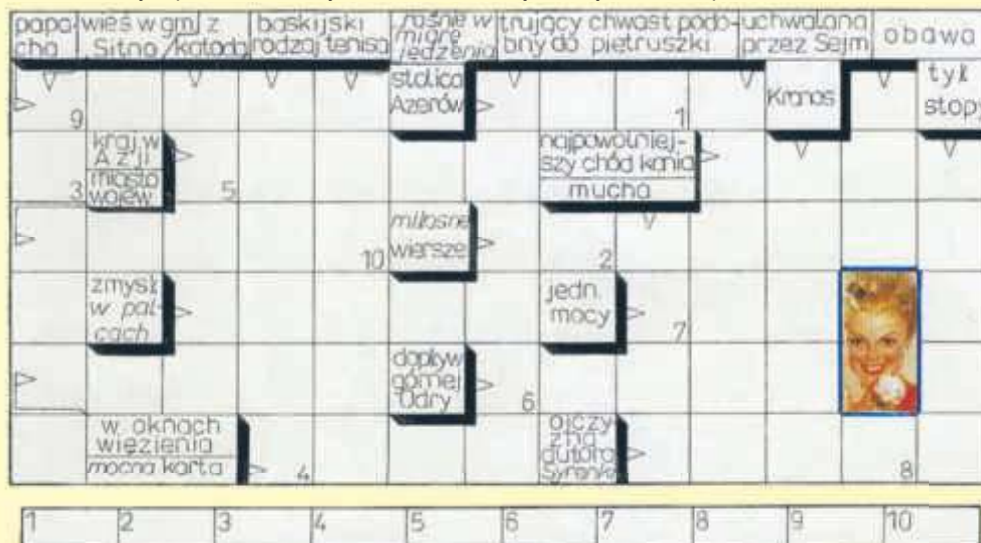 papa-
cha
wieś w gm.
Sitno
z
katodą
baskijski
rodzaj tenisa
rośnie w
miarę
jedzenia
trujący chwast podo-
bny do pietruszki
uchwalana
przez Sejm
obawa
stolica
Azerów
Kronos
tył
stopy
9
1
kraj w
Azji
miasto
wojew.
najpowolniej-
szy chód konia
mucha
3
5
miłosne
wiersze
10
2
zmysł
w pal-
cach
jedn.
mocy
7
dopływ
górnej
Odry
6
w oknach
więzienia
mocna karta
ojczy
zna
autora
Syrenki
4
8
1 2 3 4 5 6 7 8 9 10